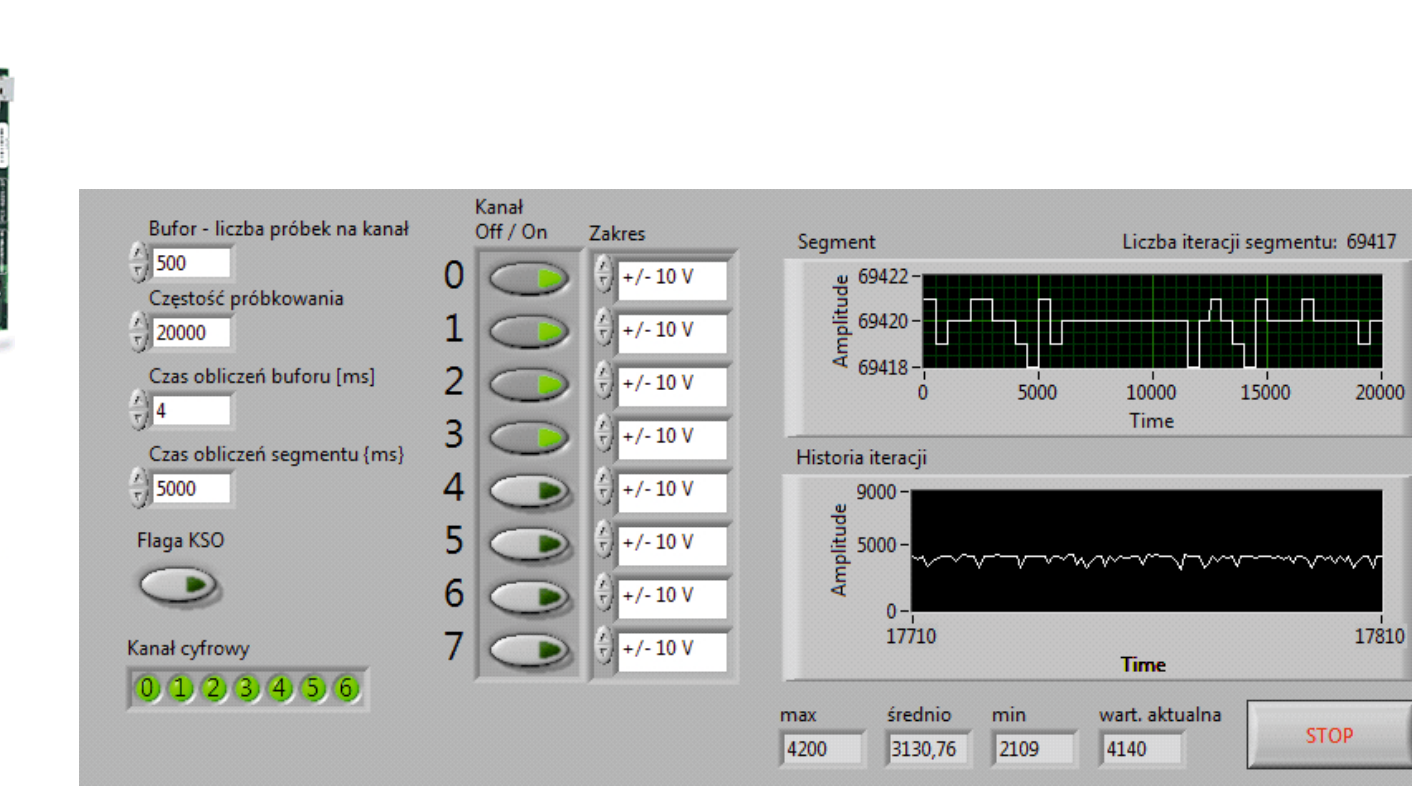 Bufor - liczba próbek na kanał
500
Częstość próbkowania
20000
Czas obliczeń buforu [ms]
4
Czas obliczeń segmentu {ms}
5000
Flaga KSO
Kanał cyfrowy
0 1 2 3 4 5 6
Kanał
Off / On Zakres
0 +/- 10 V
1 +/- 10 V
2 +/- 10 V
3 +/- 10 V
4 +/- 10 V
5 +/- 10 V
6 +/- 10 V
7 +/- 10 V
Segment Liczba iteracji segmentu: 69417
Amplitude
69422
69420
69418
0 5000 10000 15000 20000
Time
Historia iteracji
Amplitude
9000
5000
0
17710 17810
Time
max średnio min wart. aktualna
4200 3130,76 2109 4140
STOP